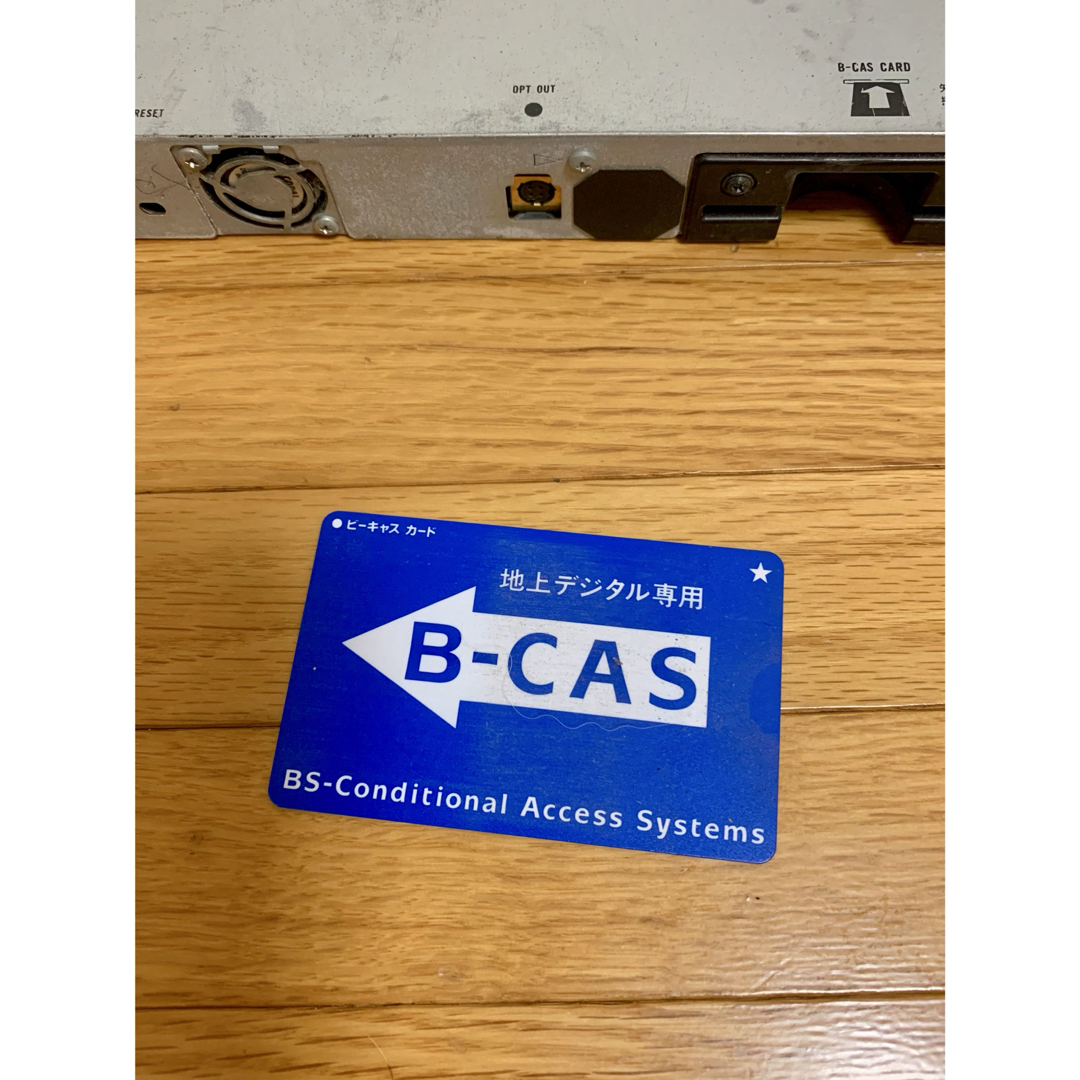 B-CAS CARD
OPT OUT
RESET
ビーキャス カード
地上デジタル専用
B-CAS
BS-Conditional Access Systems